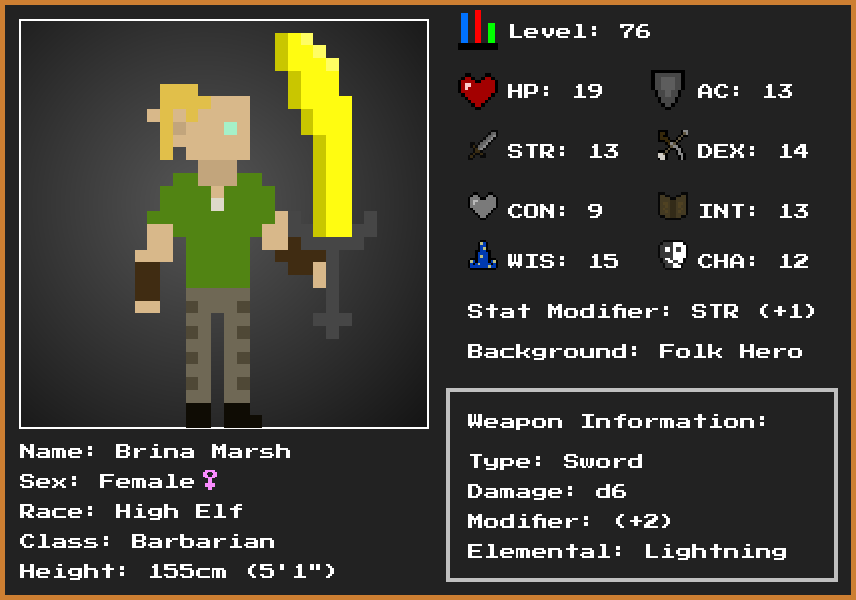 Level: 76
HP: 19 AC: 13
STR: 13 DEX: 14
CON: 9 INT: 13
WIS: 15 CHA: 12
Stat Modifier: STR (+1)
Background: Folk Hero
Weapon Information:
Type: Sword
Damage: d6
Modifier: (+2)
Elemental: Lightning
Name: Brina Marsh
Sex: Female♀
Race: High Elf
Class: Barbarian
Height: 155cm (5'1")